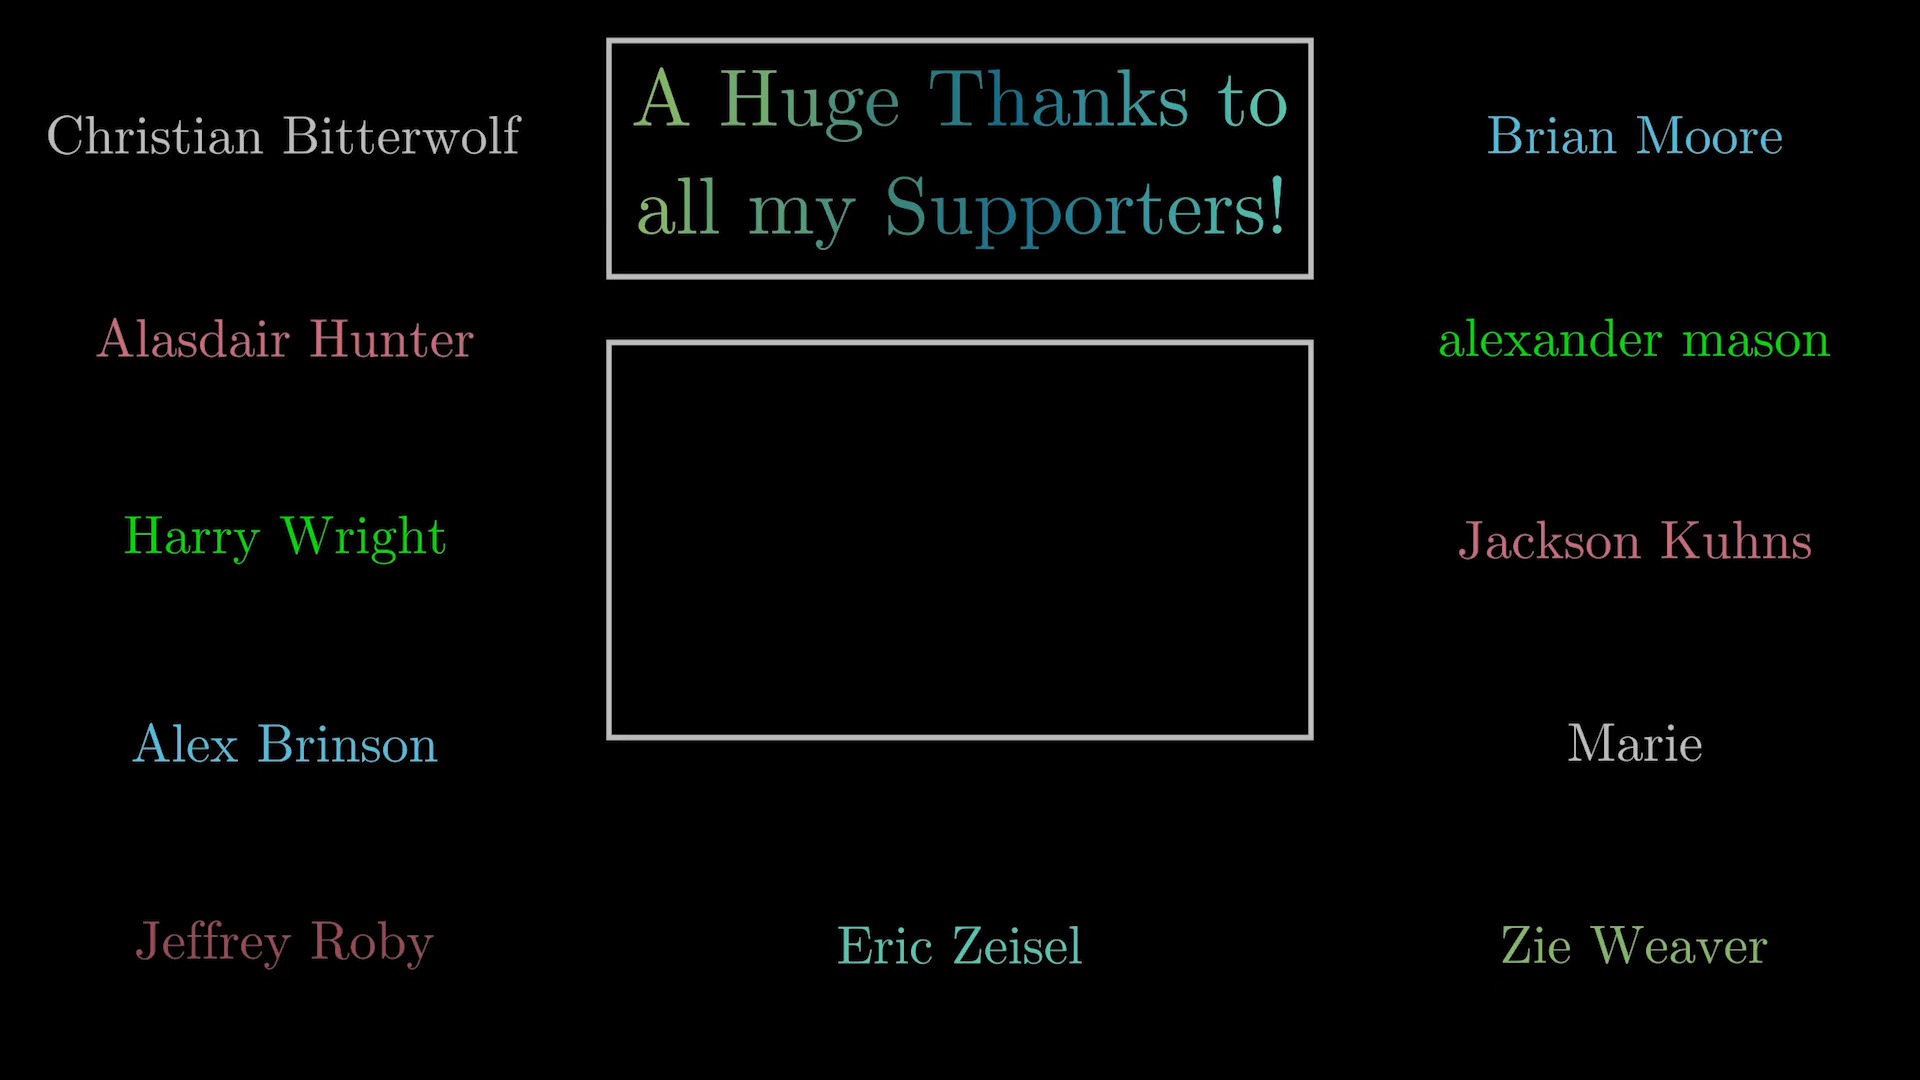 A Huge Thanks to
all my Supporters!
Christian Bitterwolf
Brian Moore
Alasdair Hunter
alexander mason
Harry Wright
Jackson Kuhns
Alex Brinson
Marie
Jeffrey Roby
Eric Zeisel
Zie Weaver